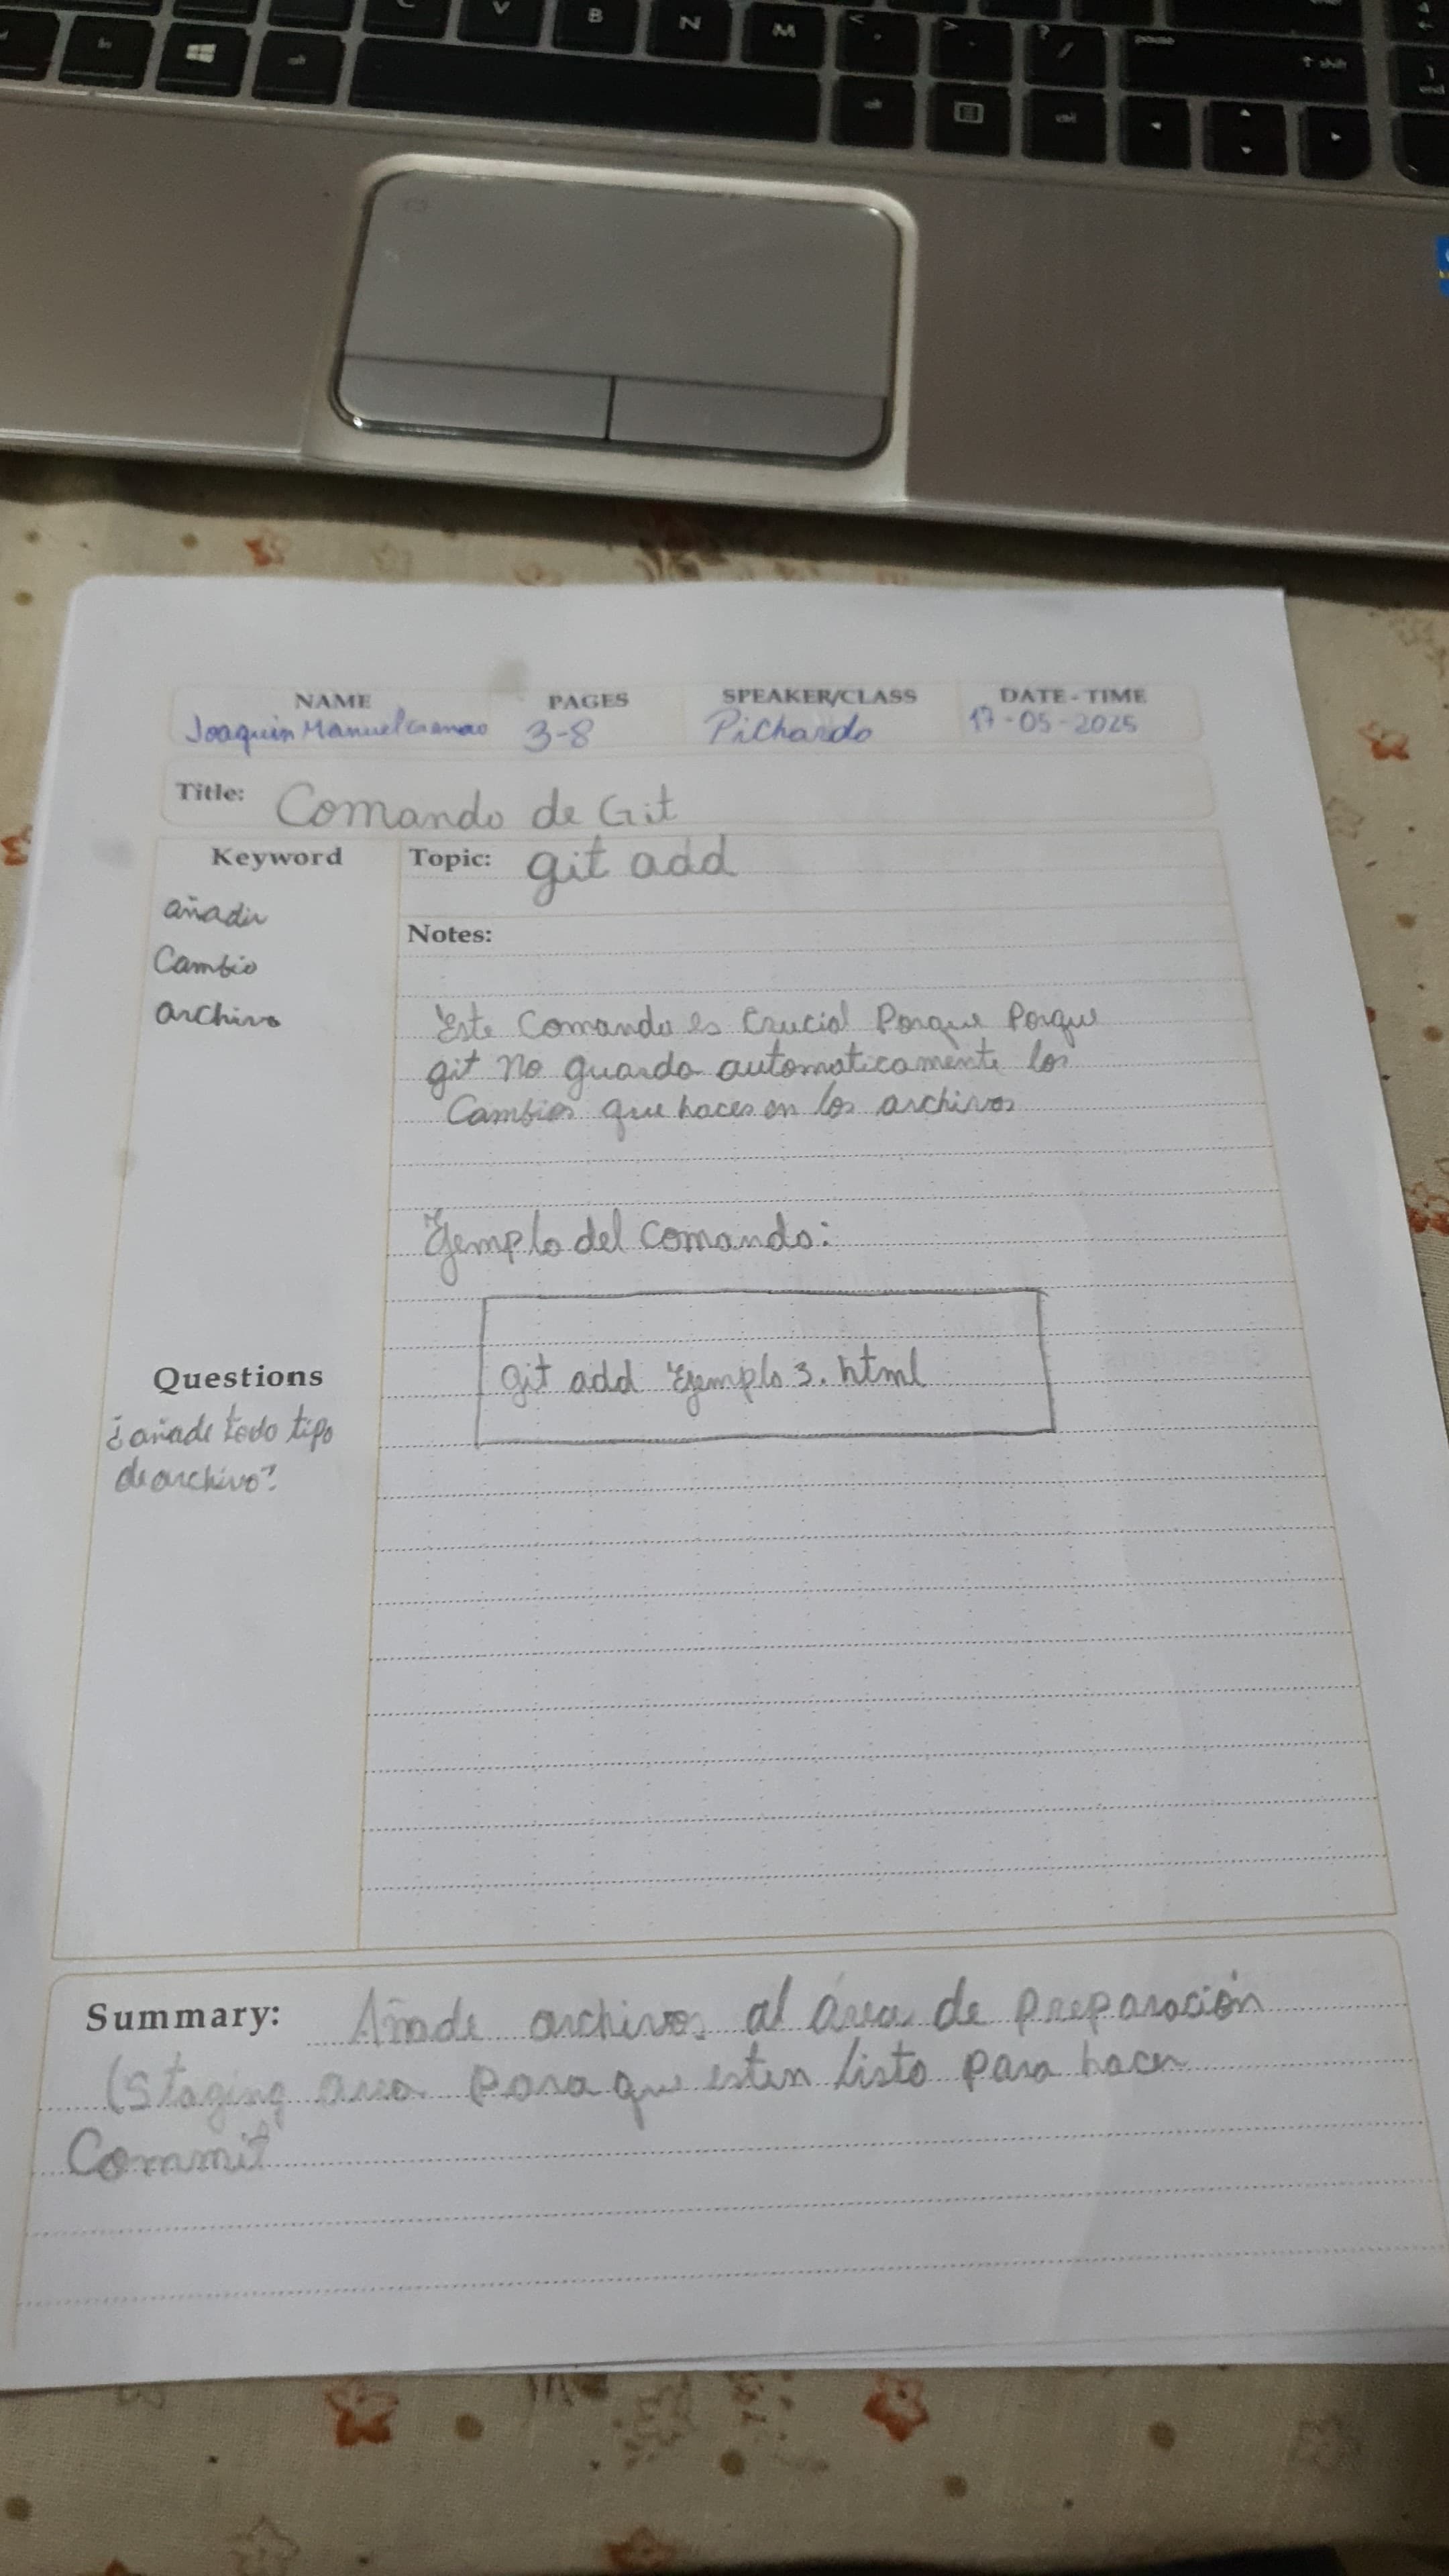 C V B N M < , > . ? /
fn alt alt ctrl
pause ↑ shift
end
NAME PAGES SPEAKER/CLASS DATE - TIME
Joaquin Manuel 3-8 Pichardo 17-05-2025
Title: Comando de Git
Keyword Topic: git add
añadir
Notes:
Cambio
archivo
Este Comando es Crucial Porque Porque
git no guarda automaticamente los
Cambios que haces en los archivos
Ejemplo del Comando:
git add Ejemplo 3. html
Questions
¿añade todo tipo
de archivo?
Summary: Añade archivos al área de preparación
(Staging area Para que esten listo para hacer
Commit